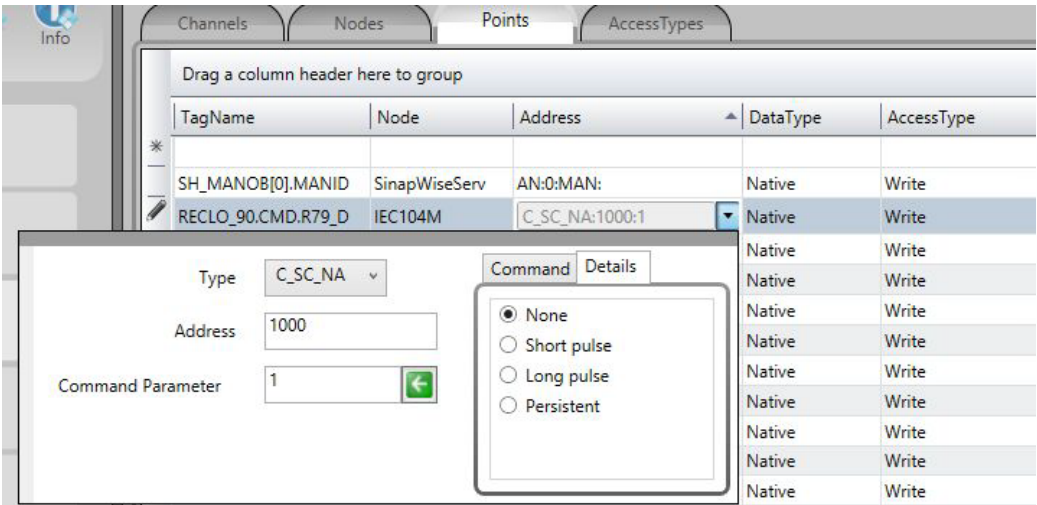 Info
Channels Nodes Points AccessTypes
Drag a column header here to group
TagName Node Address DataType AccessType
SH_MANOB[0].MANID SinapWiseServ AN:0:MAN: Native Write
RECLO_90.CMD.R79_D IEC104M C_SC_NA:1000:1 Native Write
Native Write
Native Write
Native Write
Native Write
Native Write
Native Write
Native Write
Native Write
Native Write
Type C_SC_NA
Address 1000
Command Parameter 1
Command Details
None
Short pulse
Long pulse
Persistent